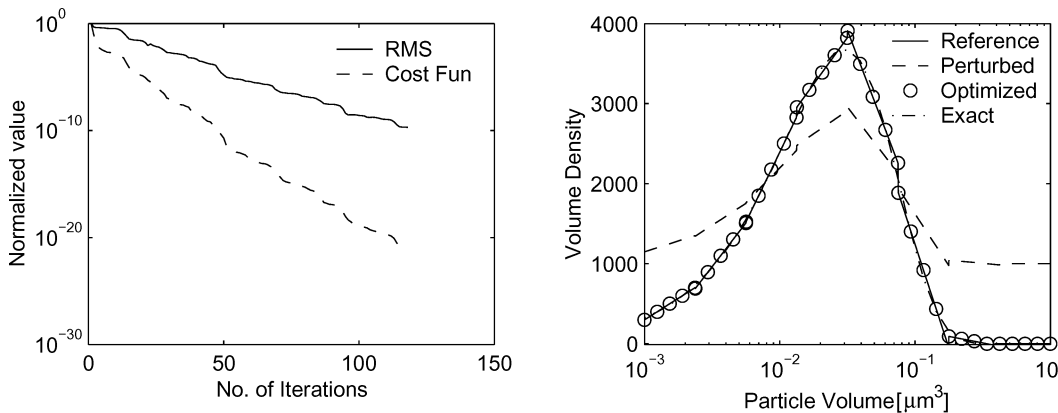 10^0
10^-10
10^-20
10^-30
Normalized value
RMS
Cost Fun
0
50
100
150
No. of Iterations
4000
3000
2000
1000
0
Volume Density
Reference
Perturbed
Optimized
Exact
10^-3
10^-2
10^-1
10
Particle Volume[μm^3]